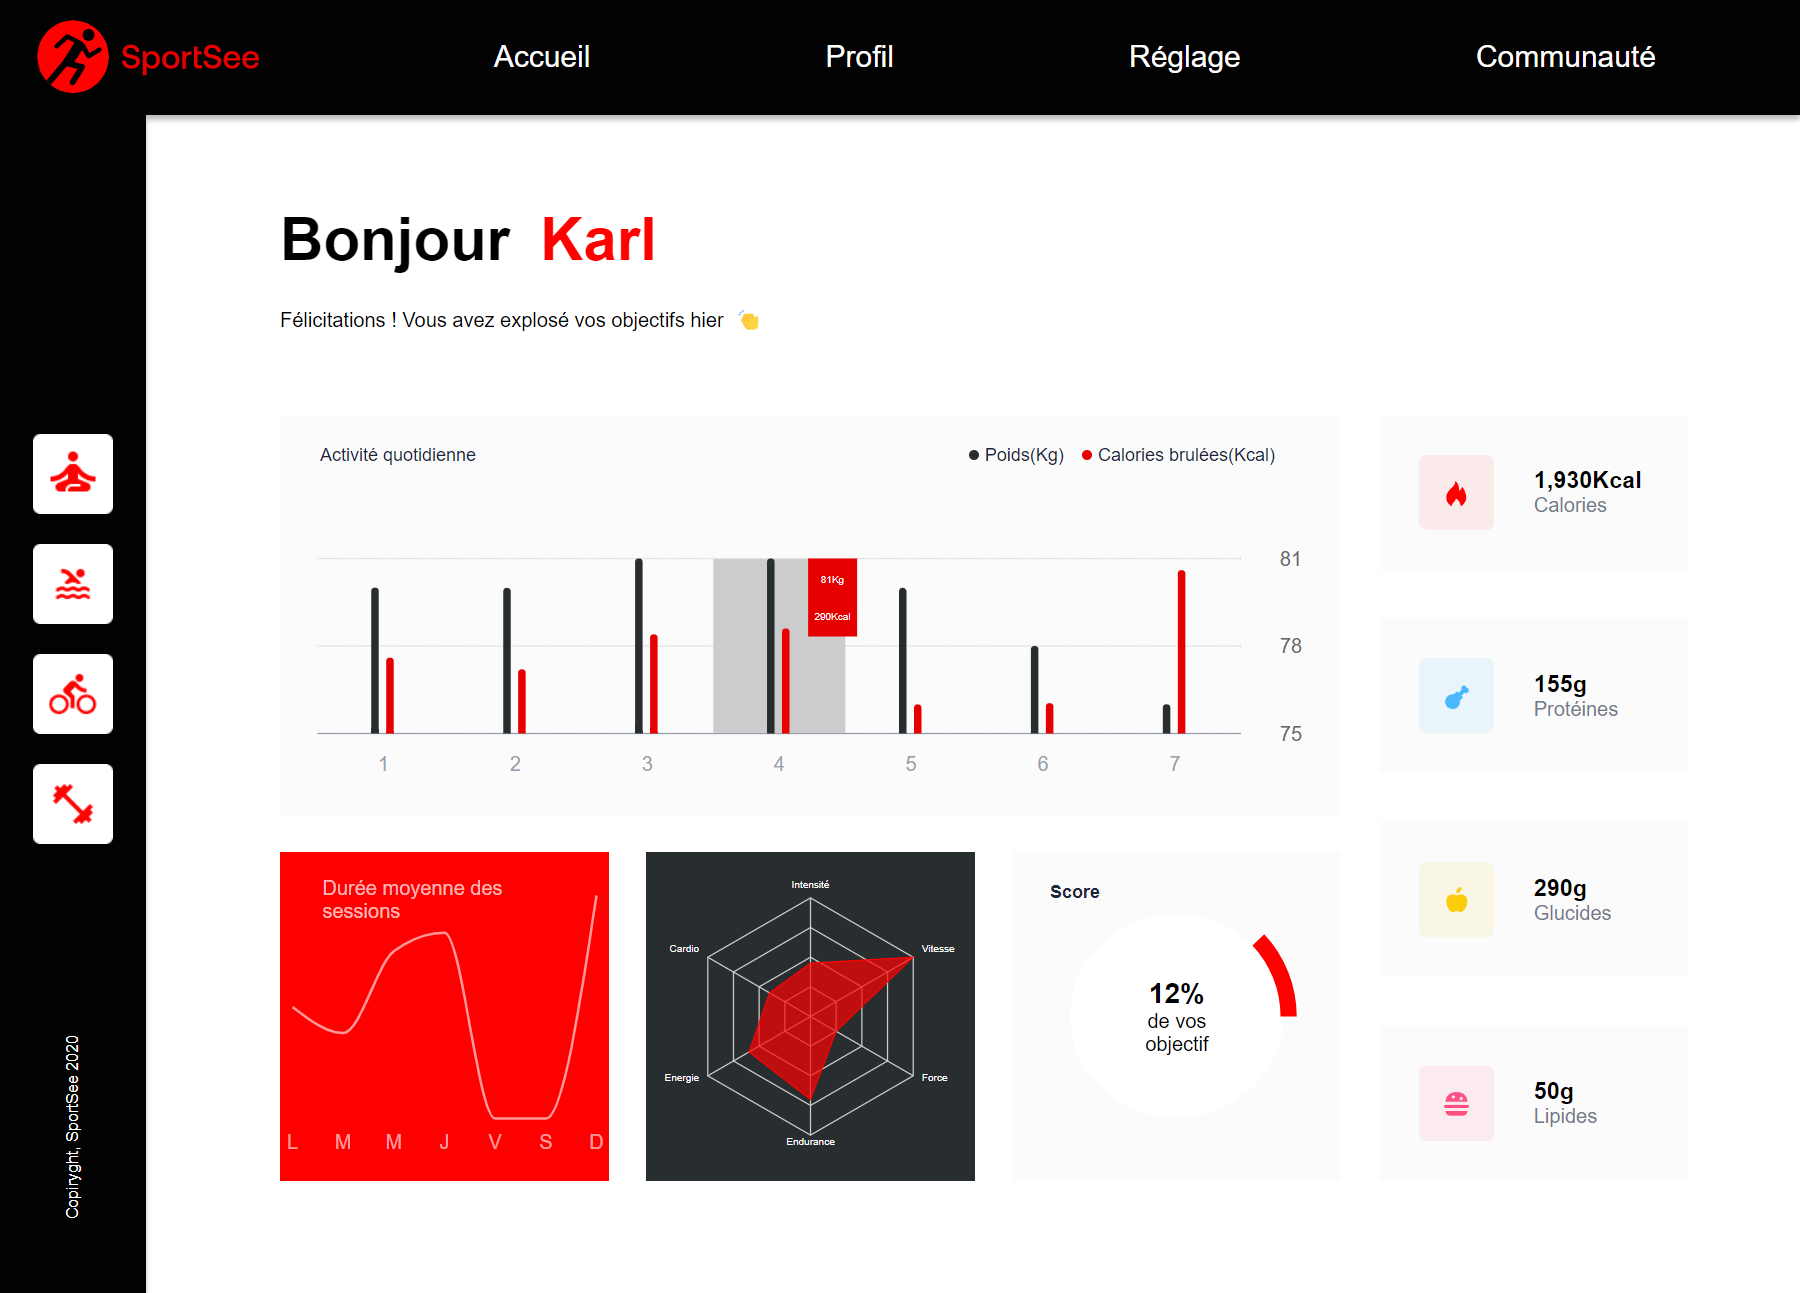 SportSee
Accueil
Profil
Réglage
Communauté
Bonjour Karl
Félicitations ! Vous avez explosé vos objectifs hier 👏
Activité quotidienne
Poids(Kg)
Calories brulées(Kcal)
81
78
75
81Kg
290Kcal
1 2 3 4 5 6 7
1,930Kcal
Calories
155g
Protéines
290g
Glucides
50g
Lipides
Durée moyenne des
sessions
L M M J V S D
Intensité
Vitesse
Force
Endurance
Energie
Cardio
Score
12%
de vos
objectif
Copiryght, SportSee 2020